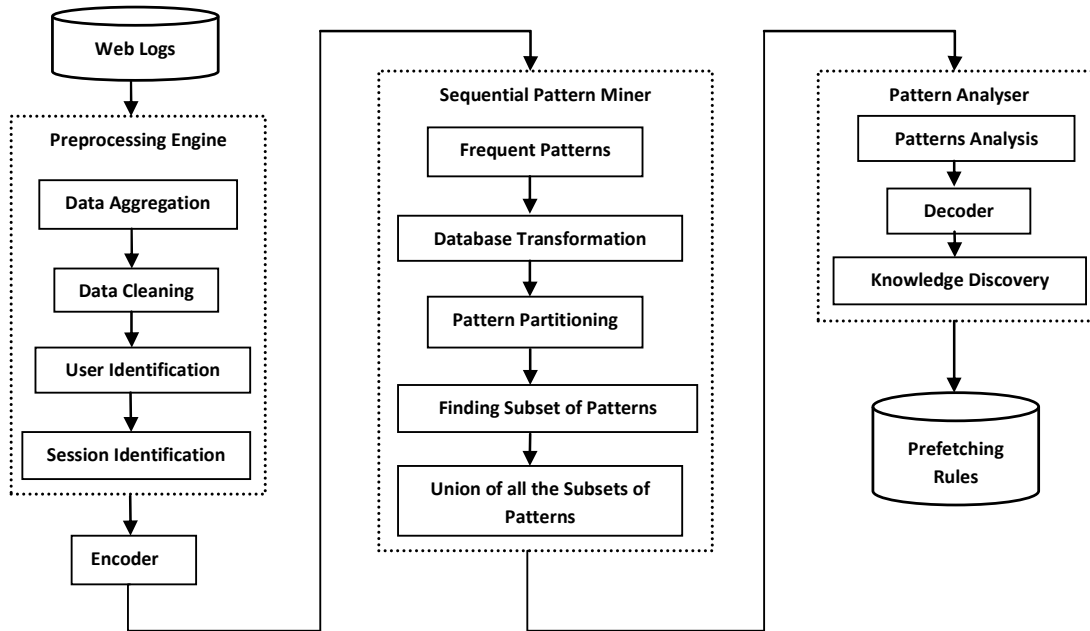 Web Logs
Preprocessing Engine
Data Aggregation
Data Cleaning
User Identification
Session Identification
Encoder
Sequential Pattern Miner
Frequent Patterns
Database Transformation
Pattern Partitioning
Finding Subset of Patterns
Union of all the Subsets of
Patterns
Pattern Analyser
Patterns Analysis
Decoder
Knowledge Discovery
Prefetching
Rules